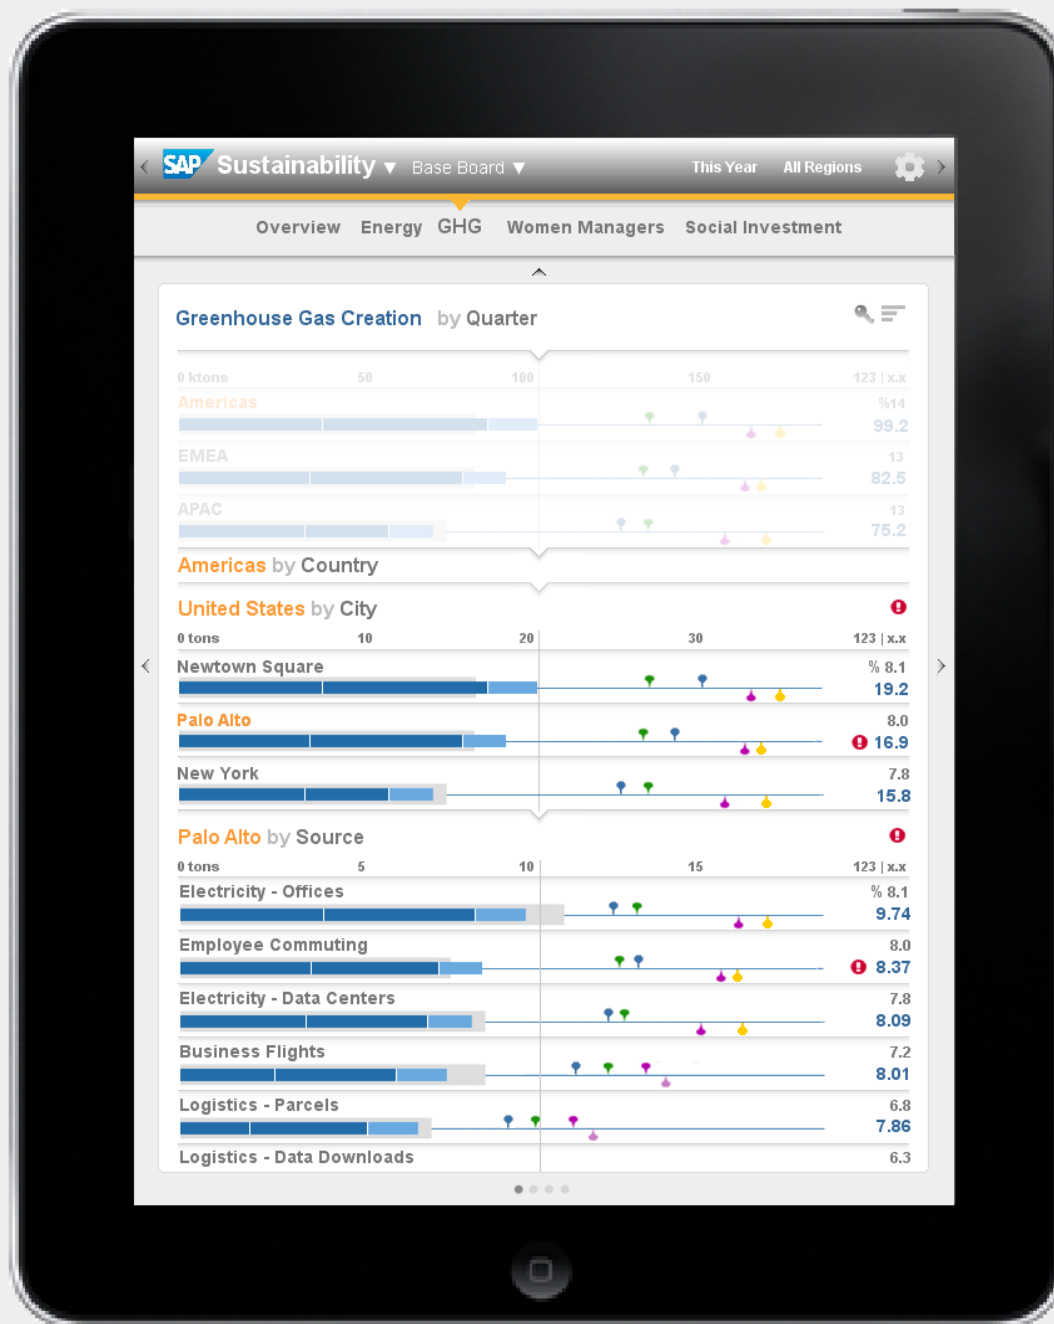 SAP Sustainability ▼ Base Board ▼ This Year All Regions
Overview Energy GHG Women Managers Social Investment
Greenhouse Gas Creation by Quarter
0 ktons 50 100 150 123 | x.x
Americas %14
99.2
EMEA 13
82.5
APAC 13
75.2
Americas by Country
United States by City
0 tons 10 20 30 123 | x.x
Newtown Square % 8.1
19.2
Palo Alto 8.0
16.9
New York 7.8
15.8
Palo Alto by Source
0 tons 5 10 15 123 | x.x
Electricity - Offices % 8.1
9.74
Employee Commuting 8.0
8.37
Electricity - Data Centers 7.8
8.09
Business Flights 7.2
8.01
Logistics - Parcels 6.8
7.86
Logistics - Data Downloads 6.3